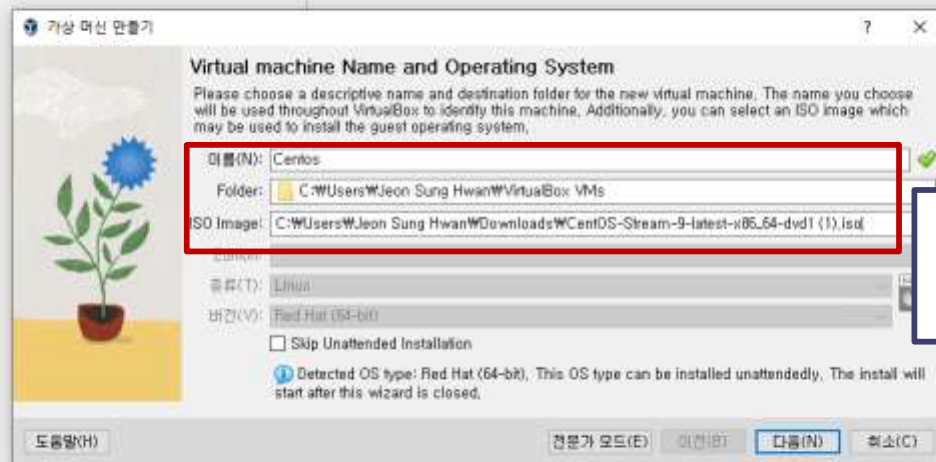 가상 머신 만들기
Virtual machine Name and Operating System
Please choose a descriptive name and destination folder for the new virtual machine. The name you choose
will be used throughout VirtualBox to identify this machine. Additionally, you can select an ISO image which
may be used to install the guest operating system.
이름(N): Centos
Folder: C:₩Users₩Jeon Sung Hwan₩VirtualBox VMs
ISO Image: C:₩Users₩Jeon Sung Hwan₩Downloads₩CentOS-Stream-9-latest-x86_64-dvd1 (1).iso
Edition:
종류(T): Linux
버전(V): Red Hat (64-bit)
Skip Unattended Installation
Detected OS type: Red Hat (64-bit). This OS type can be installed unattendedly. The install will
start after this wizard is closed.
도움말(H) 전문가 모드(E) 이전(B) 다음(N) 취소(C)